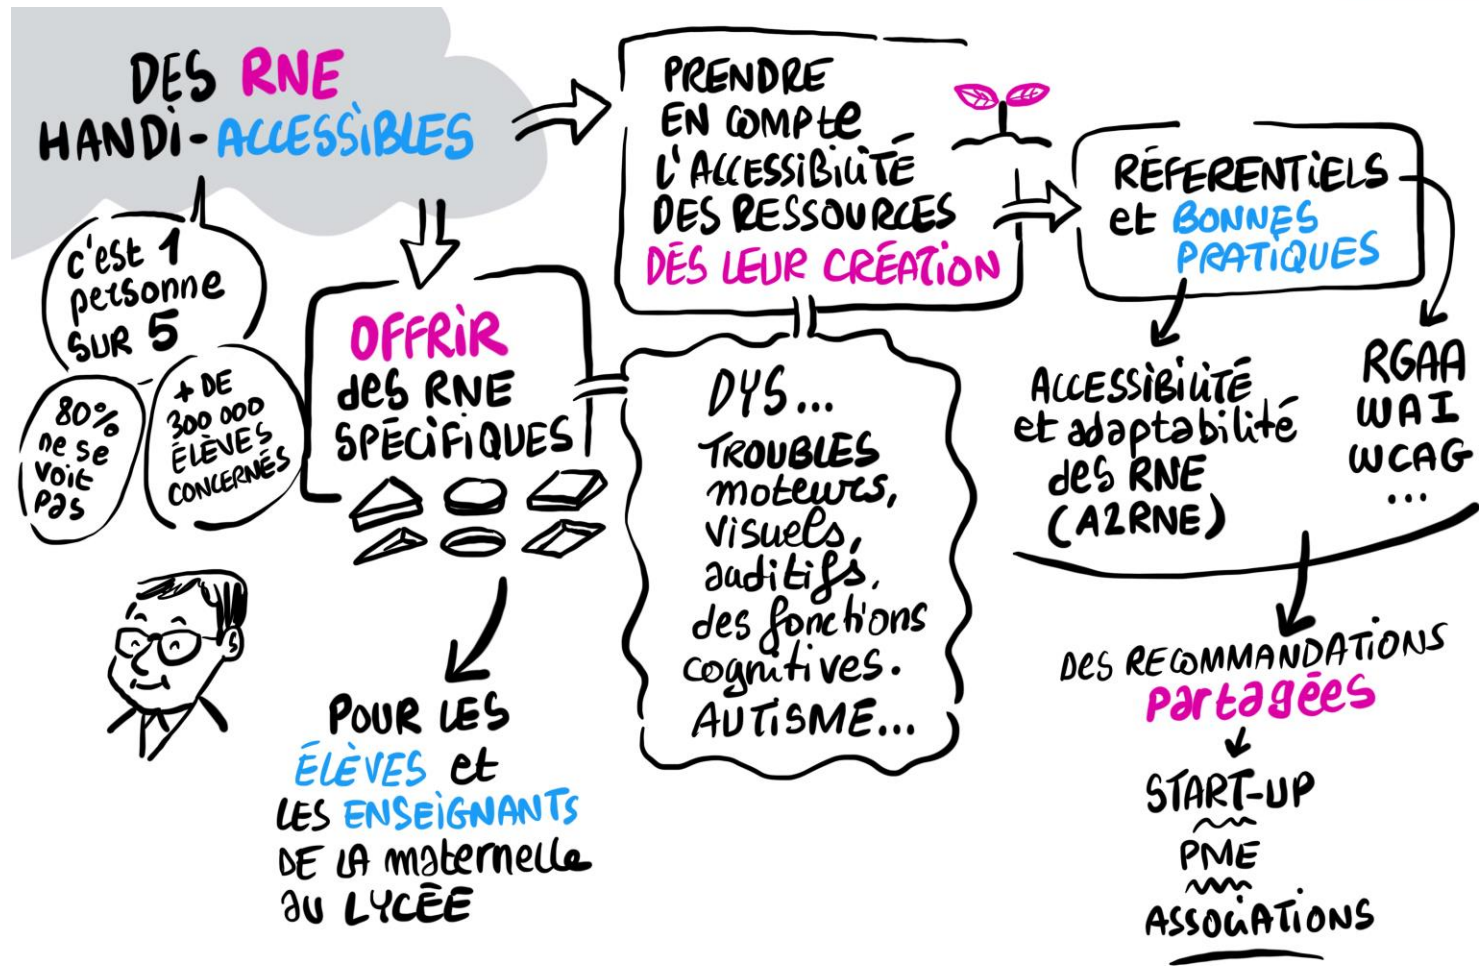 DES RNE
HANDI-ACCESSIBLES
c'est 1
personne
SUR 5
80%
ne se
voit
pas
+ DE
300 000
ÉLÈVES
CONCERNÉS
OFFRIR
des RNE
SPÉCIFIQUES
POUR LES
ÉLÈVES et
LES ENSEIGNANTS
DE LA maternelle
au LYCÉE
PRENDRE
EN COMPte
L'ACCESSIBILITÉ
DES RESSOURCES
DÈS LEUR CRÉATION
DYS...
TROUBLES
moteurs,
visuels,
auditifs,
des fonctions
cognitives.
AUTISME...
RÉFERENTIELS
et BONNES
PRATIQUES
ACCESSIBILITÉ
et adaptabilité
des RNE
(A2RNE)
RGAA
WAI
WCAG
...
DES RECOMMANDATIONS
Partagées
START-UP
PME
ASSOCIATIONS